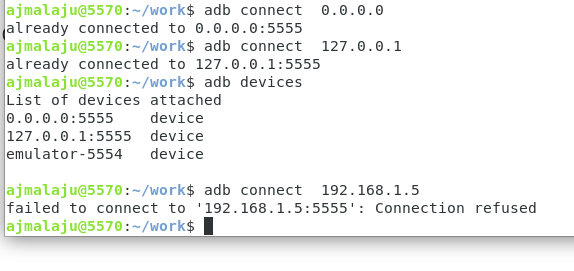 ajmalaju@5570:~/work$ adb connect  0.0.0.0
already connected to 0.0.0.0:5555
ajmalaju@5570:~/work$ adb connect  127.0.0.1
already connected to 127.0.0.1:5555
ajmalaju@5570:~/work$ adb devices
List of devices attached
0.0.0.0:5555    device
127.0.0.1:5555  device
emulator-5554   device
ajmalaju@5570:~/work$ adb connect  192.168.1.5
failed to connect to '192.168.1.5:5555': Connection refused
ajmalaju@5570:~/work$